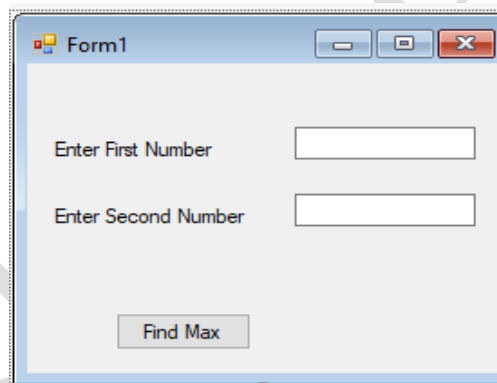 Form1
Enter First Number
Enter Second Number
Find Max